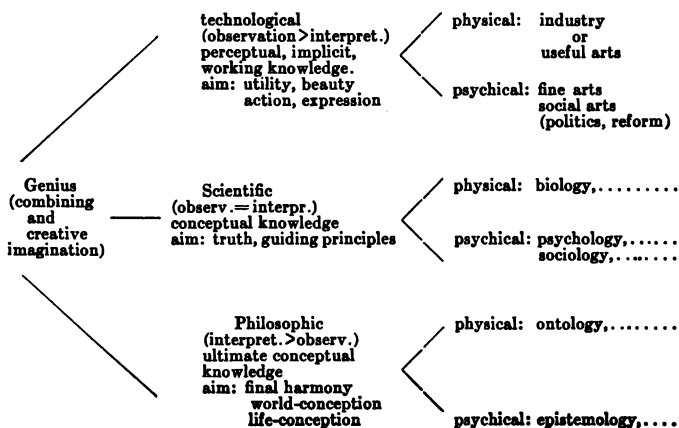 technological
(observation>interpret.)
perceptual, implicit,
working knowledge.
aim: utility, beauty
action, expression
physical: industry
or
useful arts
psychical: fine arts
social arts
(politics, reform)
Genius
(combining
and
creative
imagination)
Scientific
(observ.=interpr.)
conceptual knowledge
aim: truth, guiding principles
physical: biology,.........
psychical: psychology,......
sociology,.......
Philosophic
(interpret.>observ.)
ultimate conceptual
knowledge
aim: final harmony
world-conception
life-conception
physical: ontology,........
psychical: epistemology,....